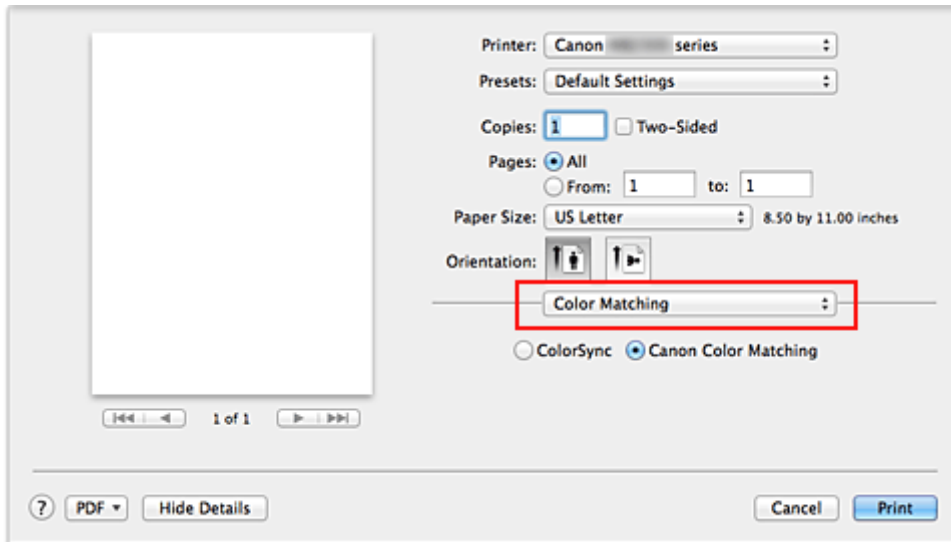 Printer: Canon series
Presets: Default Settings
Copies: 1 Two-Sided
Pages: All
From: 1 to: 1
Paper Size: US Letter 8.50 by 11.00 inches
Orientation:
Color Matching
ColorSync Canon Color Matching
1 of 1
? PDF Hide Details Cancel Print